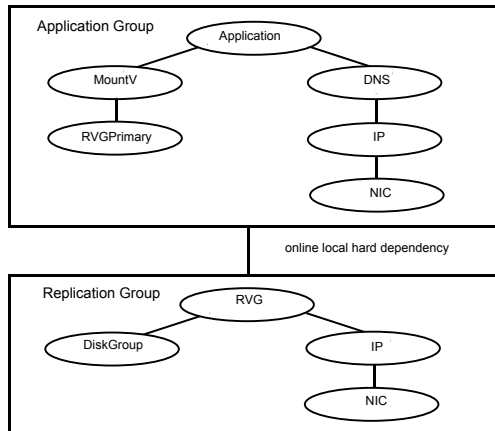 Application Group
Application
MountV
DNS
RVGPrimary
IP
NIC
online local hard dependency
Replication Group
RVG
DiskGroup
IP
NIC